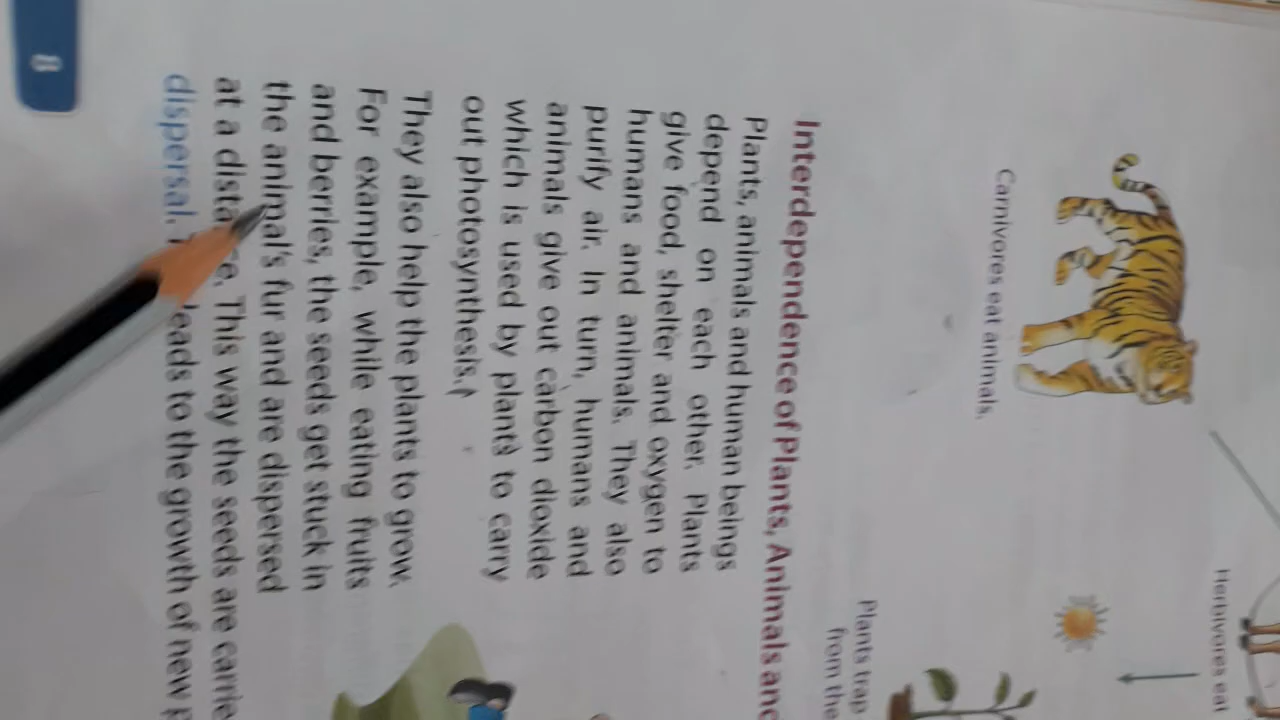 Carnivores eat animals.
Herbivores eat
Plants trap
from the
Interdependence of Plants, Animals and
Plants, animals and human beings
depend on each other. Plants
give food, shelter and oxygen to
humans and animals. They also
purify air. In turn, humans and
animals give out carbon dioxide
which is used by plants to carry
out photosynthesis.
They also help the plants to grow.
For example, while eating fruits
and berries, the seeds get stuck in
the animal's fur and are dispersed
at a This way the seeds are
dispersal. leads to the growth of new
8